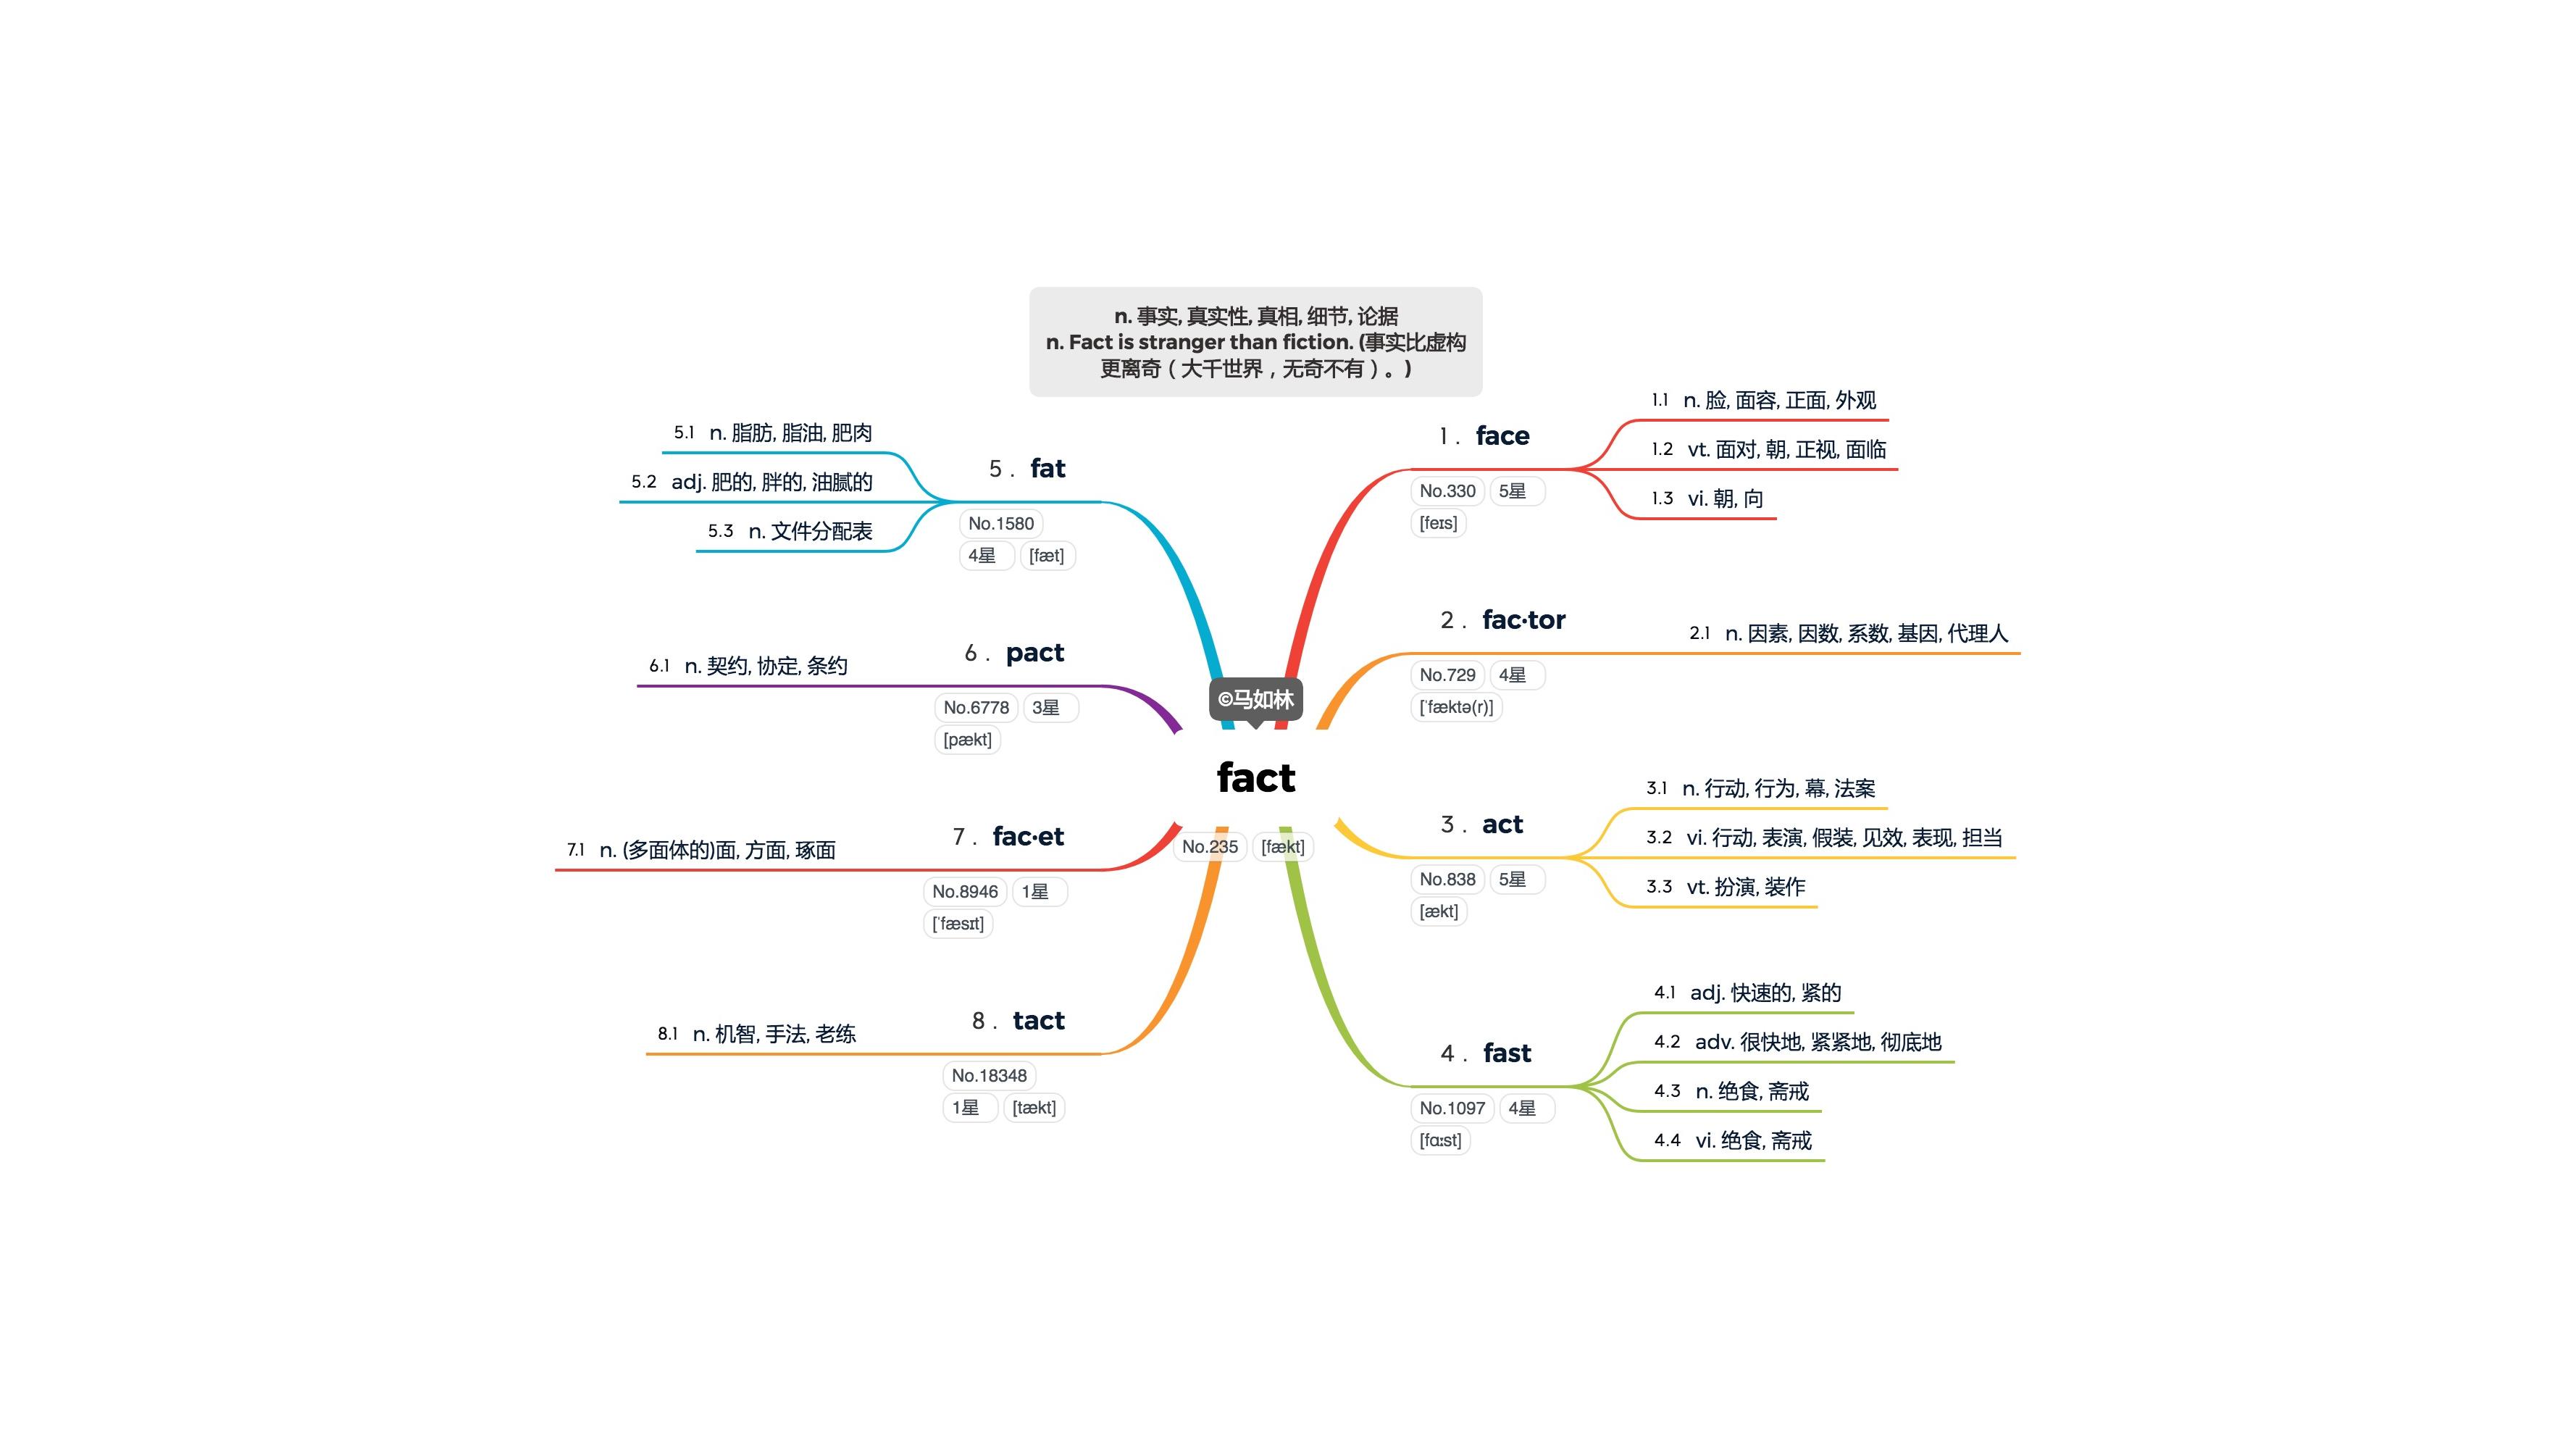 n. 事实, 真实性, 真相, 细节, 论据
n. Fact is stranger than fiction. (事实比虚构
更离奇（大千世界，无奇不有）。)
©马如林
fact
No.235 [fækt]
1 . face
No.330 5星
[feɪs]
1.1 n. 脸, 面容, 正面, 外观
1.2 vt. 面对, 朝, 正视, 面临
1.3 vi. 朝, 向
2 . fac·tor
No.729 4星
[ˈfæktə(r)]
2.1 n. 因素, 因数, 系数, 基因, 代理人
3 . act
No.838 5星
[ækt]
3.1 n. 行动, 行为, 幕, 法案
3.2 vi. 行动, 表演, 假装, 见效, 表现, 担当
3.3 vt. 扮演, 装作
4 . fast
No.1097 4星
[fɑːst]
4.1 adj. 快速的, 紧的
4.2 adv. 很快地, 紧紧地, 彻底地
4.3 n. 绝食, 斋戒
4.4 vi. 绝食, 斋戒
5 . fat
No.1580
4星 [fæt]
5.1 n. 脂肪, 脂油, 肥肉
5.2 adj. 肥的, 胖的, 油腻的
5.3 n. 文件分配表
6 . pact
No.6778 3星
[pækt]
6.1 n. 契约, 协定, 条约
7 . fac·et
No.8946 1星
[ˈfæsɪt]
7.1 n. (多面体的)面, 方面, 琢面
8 . tact
No.18348
1星 [tækt]
8.1 n. 机智, 手法, 老练